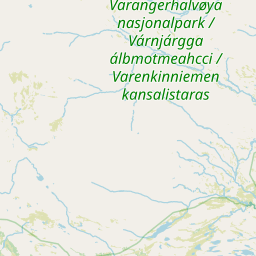 Varangerhalvøya
nasjonalpark /
Várnjárgga
álbmotmeahcci /
Varenkinniemen
kansalistaras